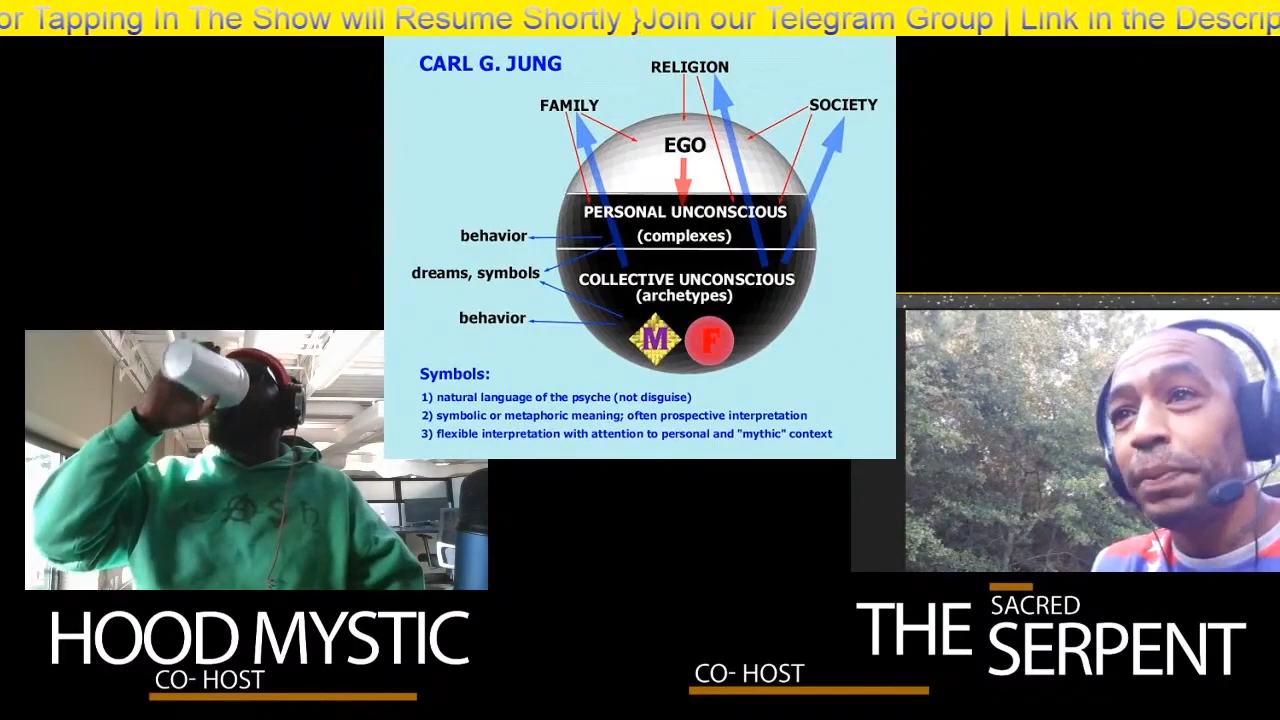 or Tapping In The Show will Resume Shortly }Join our Telegram Group | Link in the Descrip
CARL G. JUNG
RELIGION
FAMILY
SOCIETY
EGO
PERSONAL UNCONSCIOUS
(complexes)
behavior
dreams, symbols
COLLECTIVE UNCONSCIOUS
(archetypes)
behavior
M F
Symbols:
1) natural language of the psyche (not disguise)
2) symbolic or metaphoric meaning; often prospective interpretation
3) flexible interpretation with attention to personal and "mythic" context
HOOD MYSTIC
CO- HOST
THE SACRED SERPENT
CO- HOST